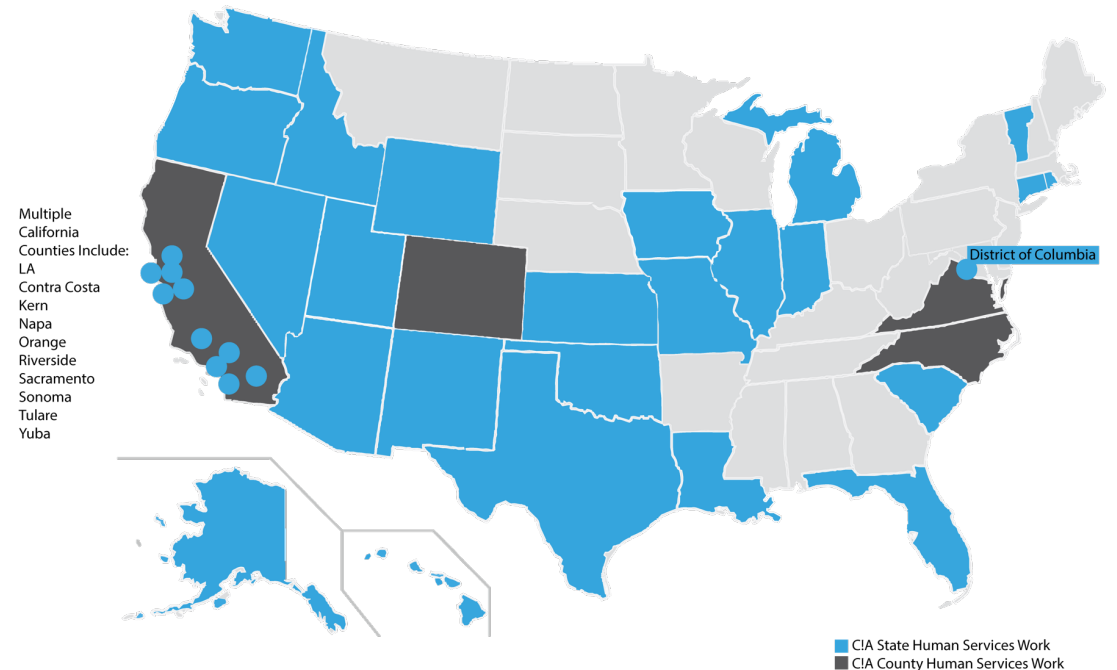 Multiple
California
Counties Include:
LA
Contra Costa
Kern
Napa
Orange
Riverside
Sacramento
Sonoma
Tulare
Yuba
District of Columbia
C!A State Human Services Work
C!A County Human Services Work